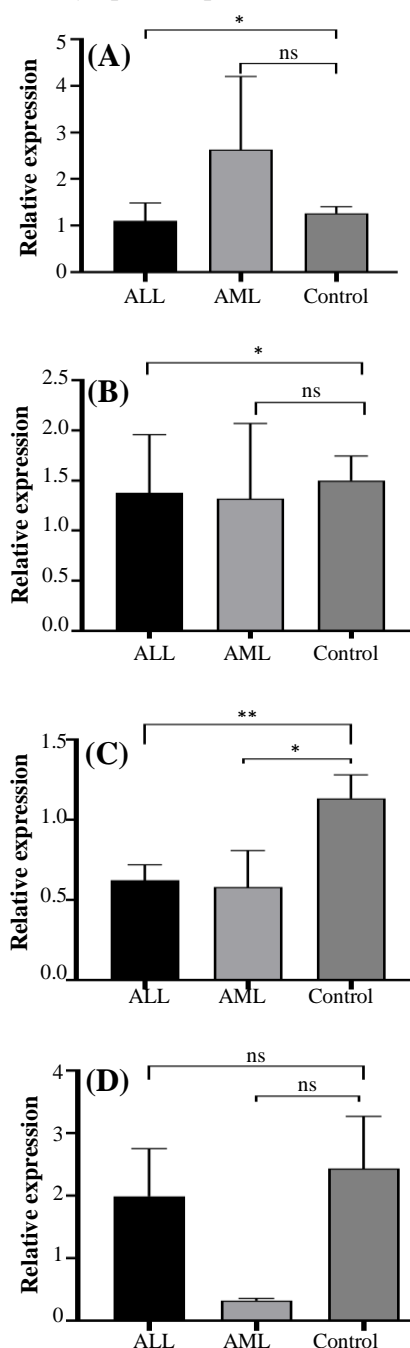 *
(A)
ns
5
4
3
2
1
0
Relative expression
ALL AML Control
*
(B)
ns
2.5
2.0
1.5
1.0
0.5
0.0
Relative expression
ALL AML Control
**
(C)
*
1.5
1.0
0.5
0.0
Relative expression
ALL AML Control
ns
(D)
ns
4
3
2
1
0
Relative expression
ALL AML Control